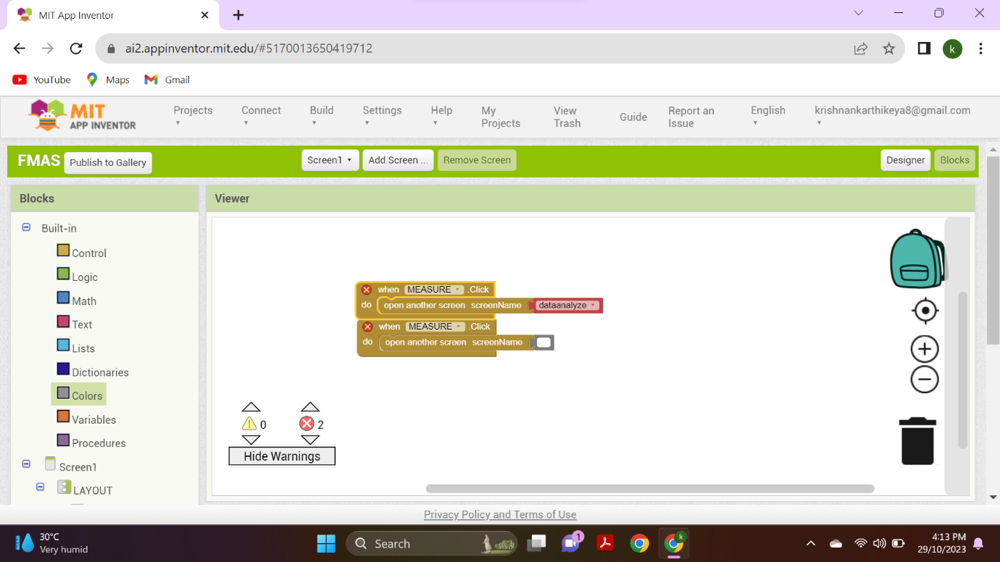 MIT App Inventor
ai2.appinventor.mit.edu/#5170013650419712
k
YouTube Maps Gmail
MIT
APP INVENTOR
Projects Connect Build Settings Help My Projects View Trash Guide Report an Issue English krishnankarthikeya8@gmail.com
FMAS Publish to Gallery Screen1 Add Screen ... Remove Screen Designer Blocks
Blocks
Viewer
Built-in
Control
Logic
Math
Text
Lists
Dictionaries
Colors
Variables
Procedures
Screen1
LAYOUT
when MEASURE .Click
do open another screen screenName dataanalyze
when MEASURE .Click
do open another screen screenName
0 2
Hide Warnings
Privacy Policy and Terms of Use
30°C
Very humid
Search
1
k
4:13 PM
29/10/2023